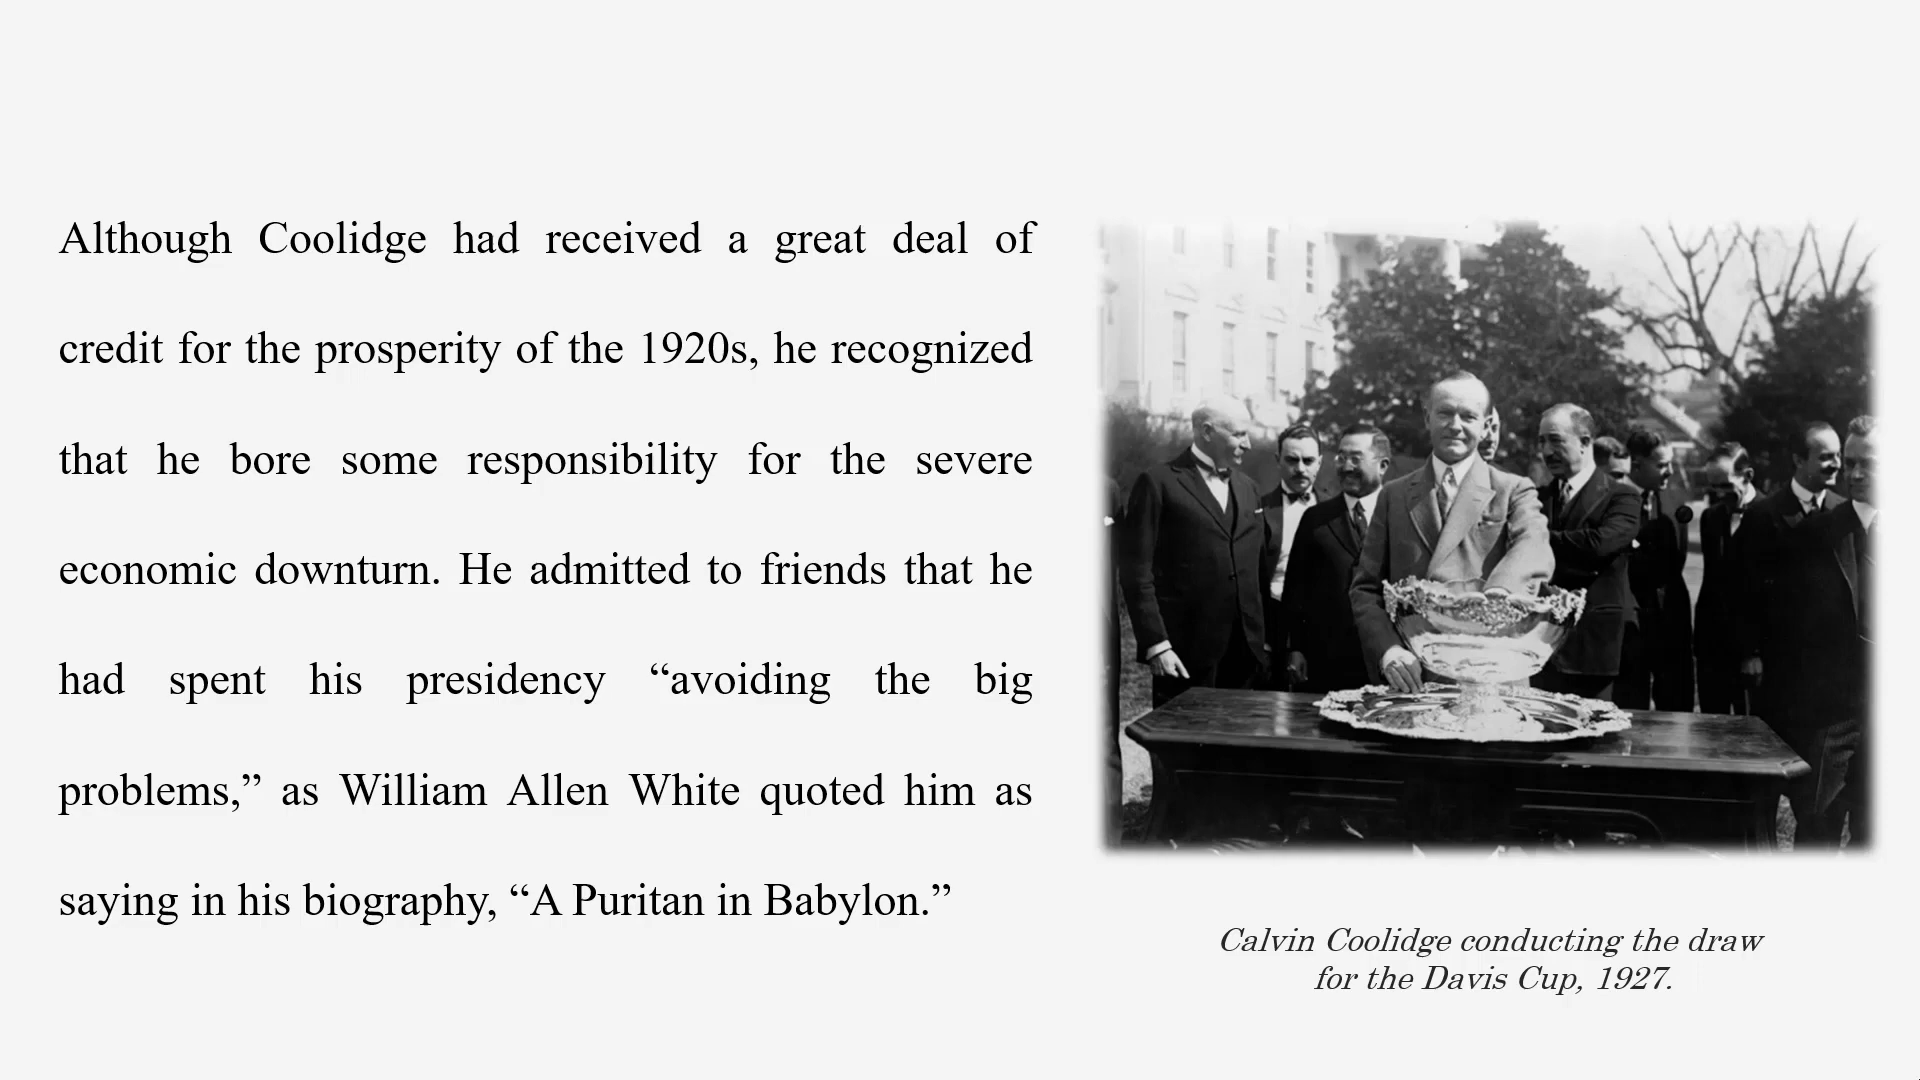 Although Coolidge had received a great deal of
credit for the prosperity of the 1920s, he recognized
that he bore some responsibility for the severe
economic downturn. He admitted to friends that he
had spent his presidency “avoiding the big
problems,” as William Allen White quoted him as
saying in his biography, “A Puritan in Babylon.”
Calvin Coolidge conducting the draw
for the Davis Cup, 1927.